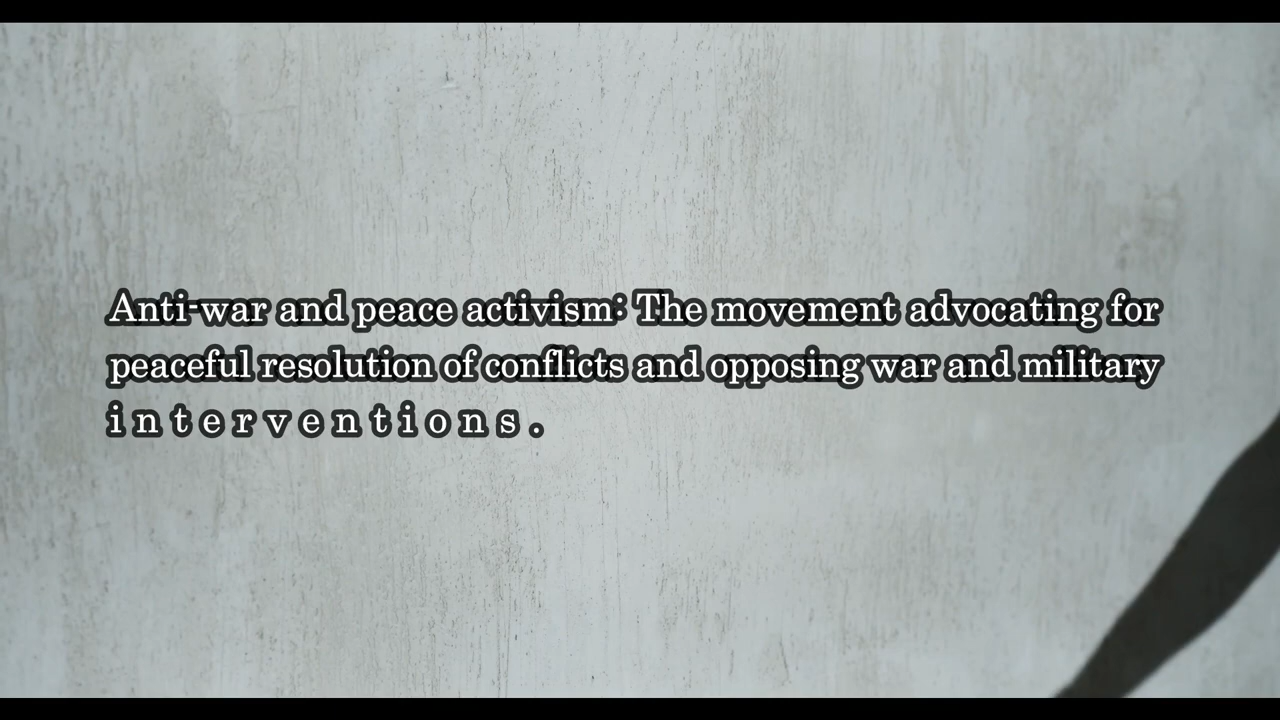 Anti-war and peace activism: The movement advocating for
peaceful resolution of conflicts and opposing war and military
interventions.